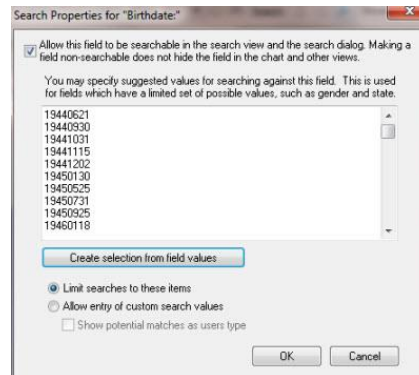 Search Properties for "Birthdate:"
Allow this field to be searchable in the search view and the search dialog. Making a
field non-searchable does not hide the field in the chart and other views.
You may specify suggested values for searching against this field. This is used
for fields which have a limited set of possible values, such as gender and state.
19440621
19440930
19441031
19441115
19441202
19450130
19450525
19450731
19450925
19460118
Create selection from field values
Limit searches to these items
Allow entry of custom search values
Show potential matches as users type
OK
Cancel